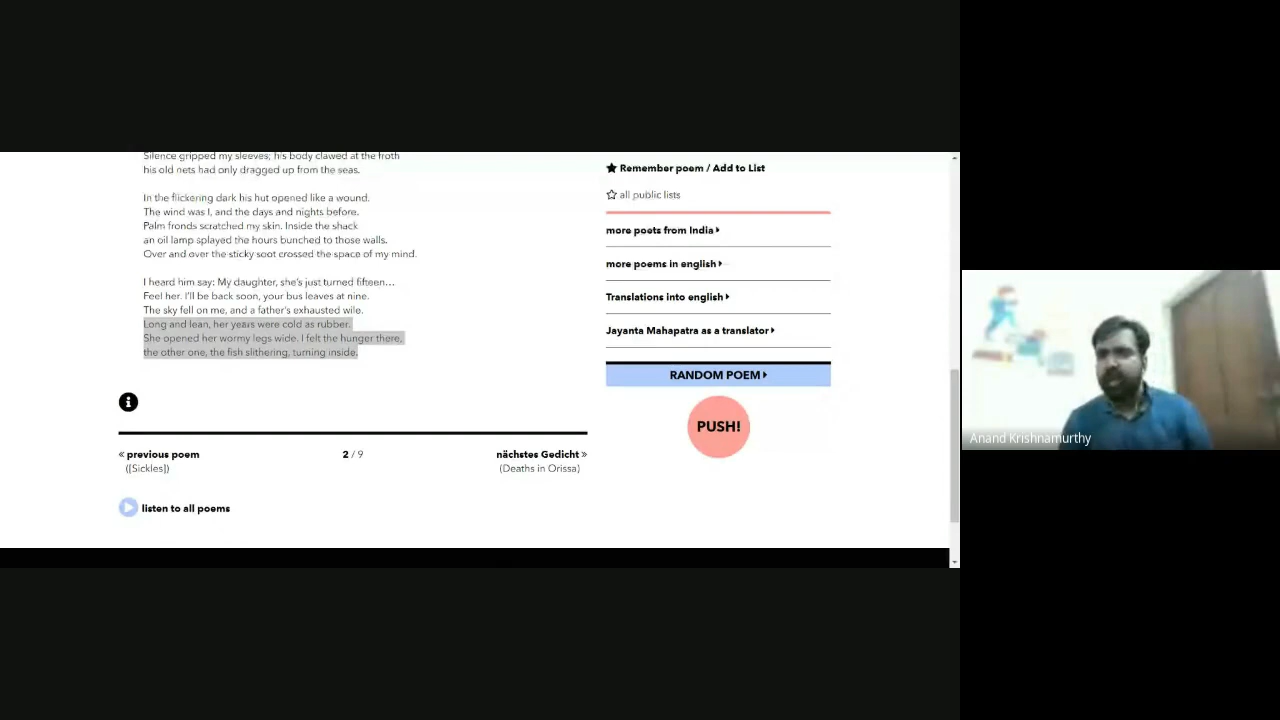 Silence gripped my sleeves; his body clawed at the froth
his old nets had only dragged up from the seas.
In the flickering dark his hut opened like a wound.
The wind was I, and the days and nights before.
Palm fronds scratched my skin. Inside the shack
an oil lamp splayed the hours bunched to those walls.
Over and over the sticky soot crossed the space of my mind.
I heard him say: My daughter, she's just turned fifteen...
Feel her. I'll be back soon, your bus leaves at nine.
The sky fell on me, and a father's exhausted wile.
Long and lean, her years were cold as rubber.
She opened her wormy legs wide. I felt the hunger there,
the other one, the fish slithering, turning inside.
« previous poem
([Sickles])
2 / 9
nächstes Gedicht »
(Deaths in Orissa)
listen to all poems
Remember poem / Add to List
all public lists
more poets from India
more poems in english
Translations into english
Jayanta Mahapatra as a translator
RANDOM POEM
PUSH!
Anand Krishnamurthy